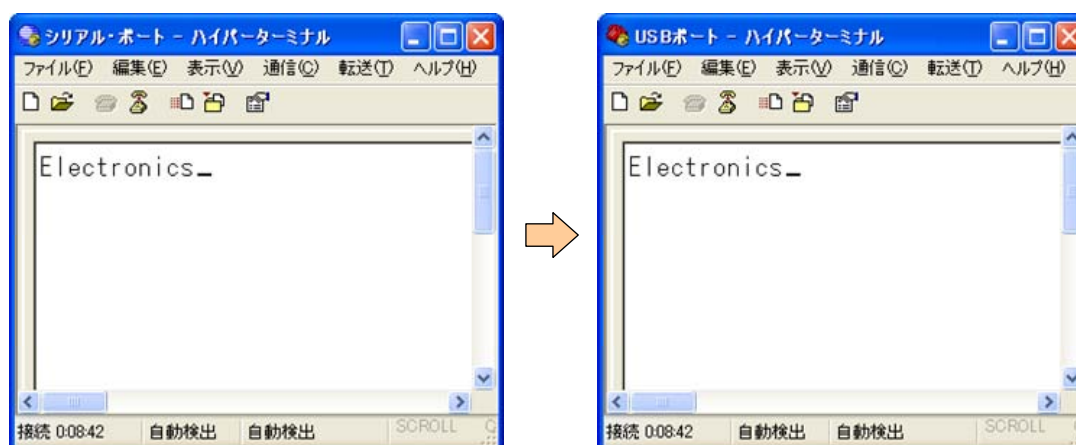 シリアル・ポート - ハイパーターミナル
ファイル(F) 編集(E) 表示(V) 通信(C) 転送(T) ヘルプ(H)
Electronics_
接続 0:08:42 自動検出 自動検出 SCROLL
USBポート - ハイパーターミナル
ファイル(F) 編集(E) 表示(V) 通信(C) 転送(T) ヘルプ(H)
Electronics_
接続 0:08:42 自動検出 自動検出 SCROLL